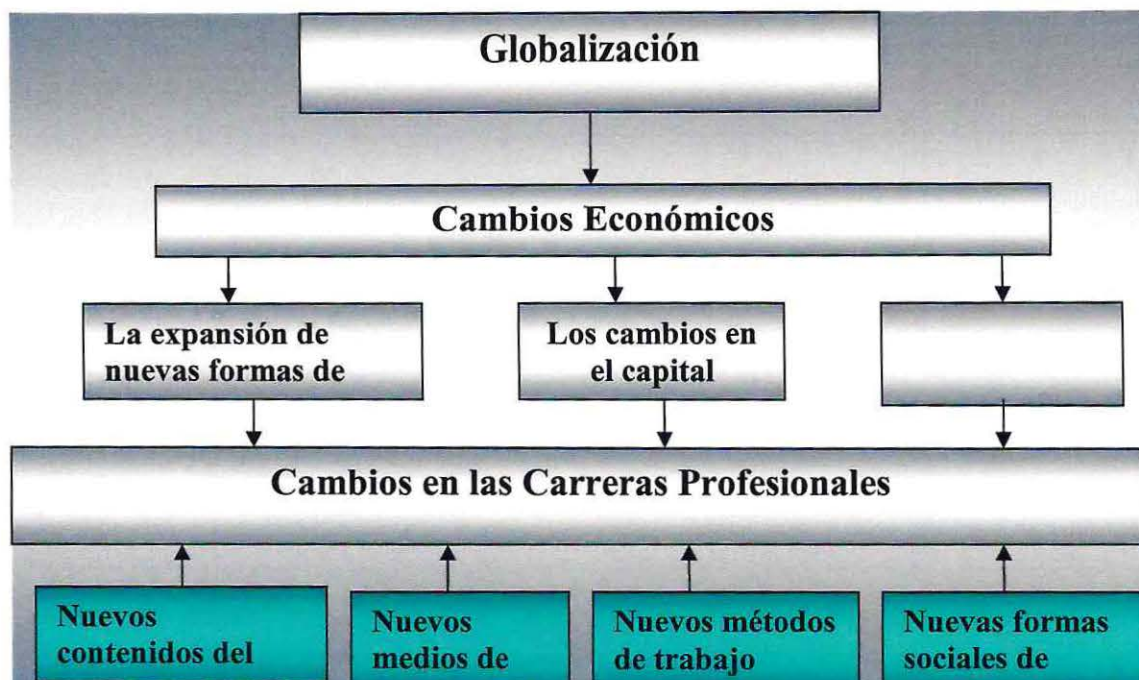 Globalización
Cambios Económicos
La expansión de
nuevas formas de
Los cambios en
el capital
Cambios en las Carreras Profesionales
Nuevos
contenidos del
Nuevos
medios de
Nuevos métodos
de trabajo
Nuevas formas
sociales de